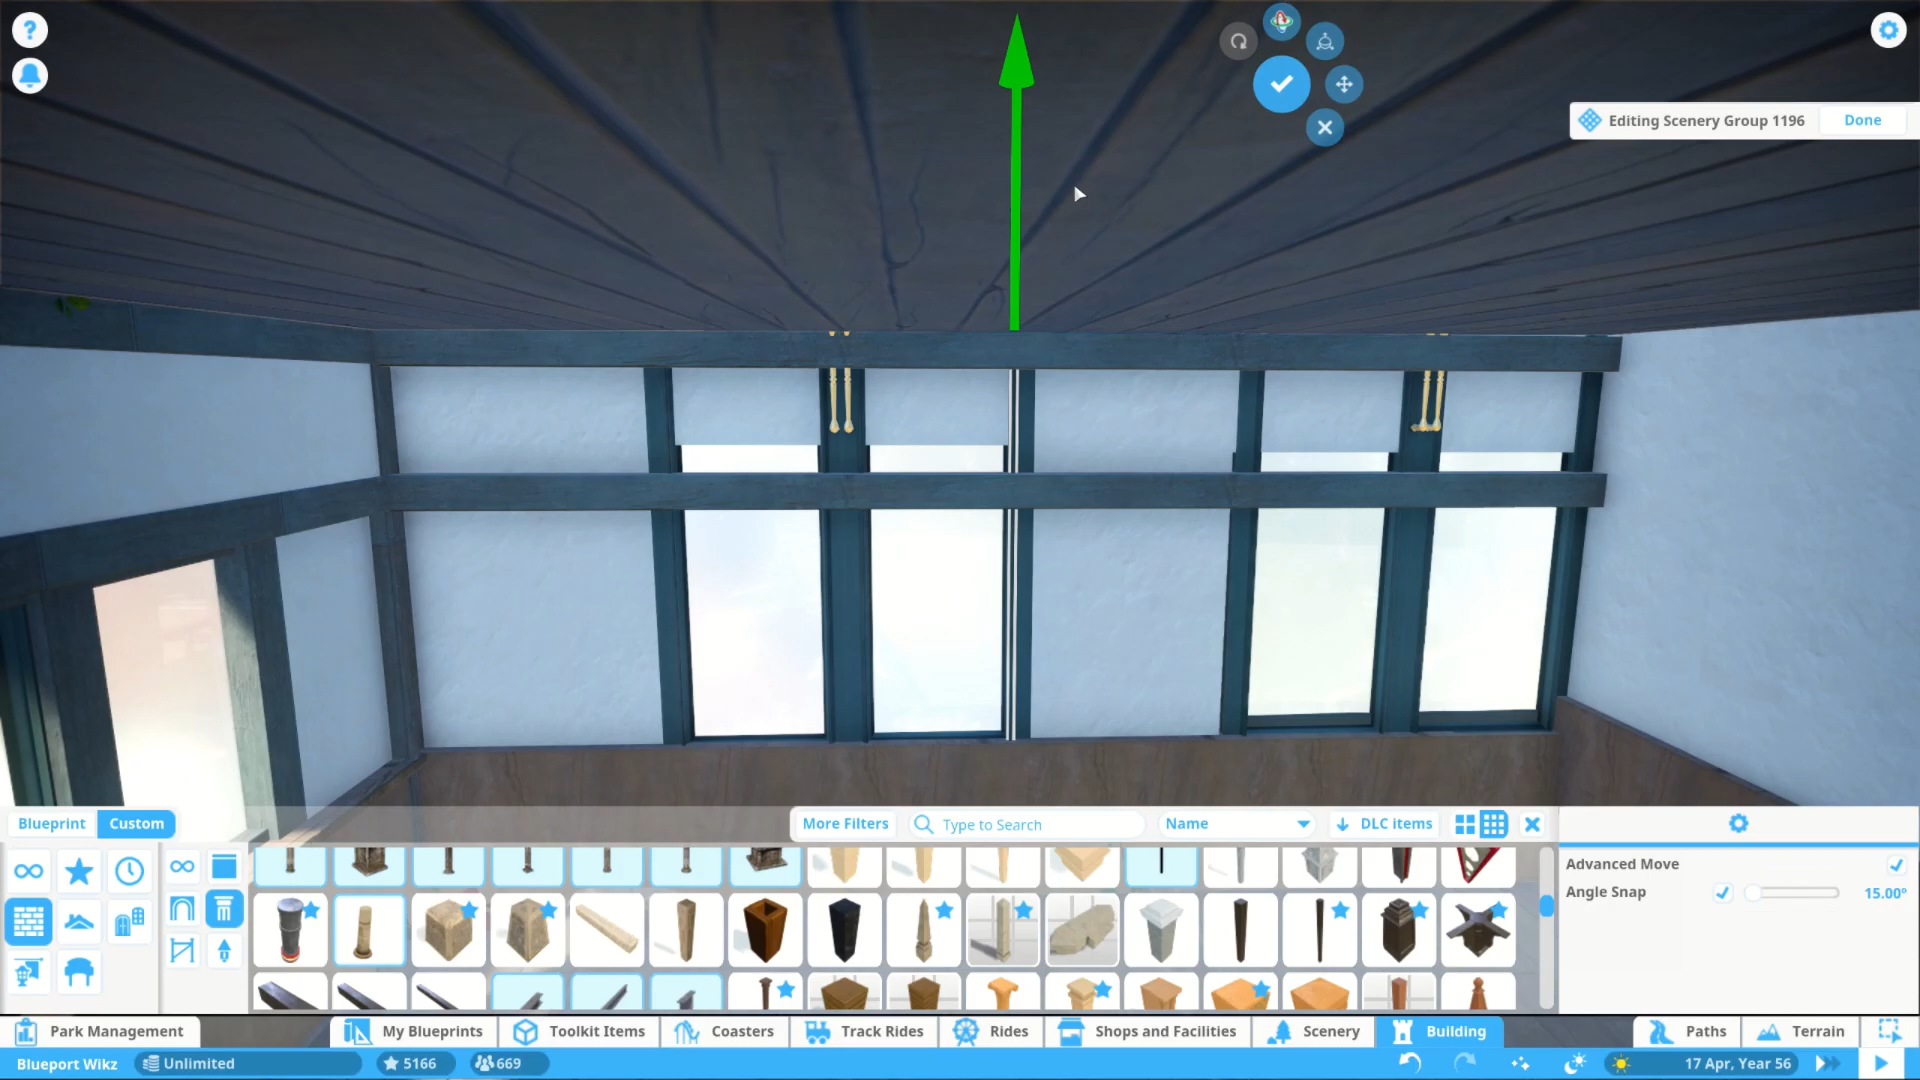 ?
Editing Scenery Group 1196
Done
Blueprint
Custom
More Filters
Type to Search
Name
DLC items
Advanced Move
Angle Snap
15.00°
Park Management
My Blueprints
Toolkit Items
Coasters
Track Rides
Rides
Shops and Facilities
Scenery
Building
Paths
Terrain
Blueport Wikz
Unlimited
5166
669
17 Apr, Year 56